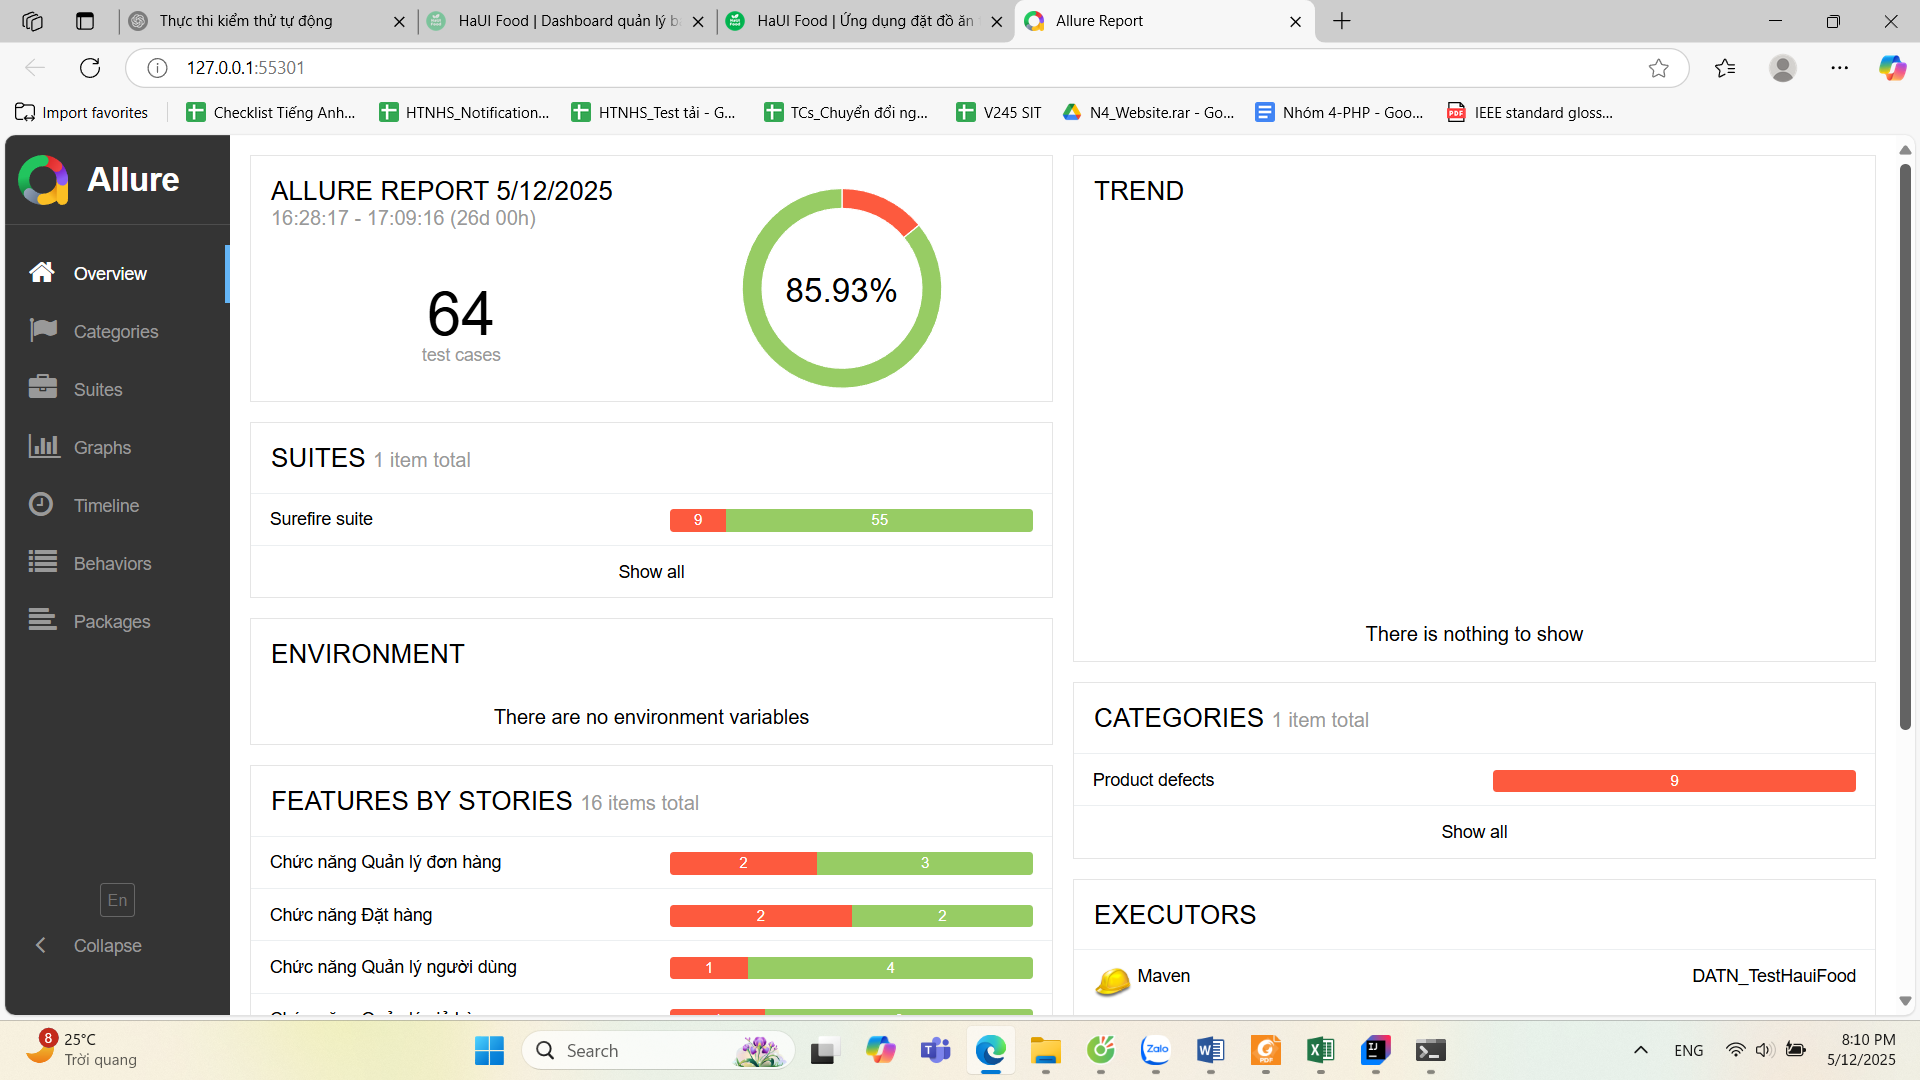 Thực thi kiểm thử tự động
HaUI Food | Dashboard quản lý b
HaUI Food | Ứng dụng đặt đồ ăn
Allure Report
127.0.0.1:55301
Import favorites
Checklist Tiếng Anh...
HTNHS_Notification...
HTNHS_Test tải - G...
TCs_Chuyển đổi ng...
V245 SIT
N4_Website.rar - Go...
Nhóm 4-PHP - Goo...
IEEE standard gloss...
Allure
Overview
Categories
Suites
Graphs
Timeline
Behaviors
Packages
En
Collapse
ALLURE REPORT 5/12/2025
16:28:17 - 17:09:16 (26d 00h)
64
test cases
85.93%
SUITES 1 item total
Surefire suite
9
55
Show all
ENVIRONMENT
There are no environment variables
FEATURES BY STORIES 16 items total
Chức năng Quản lý đơn hàng
2
3
Chức năng Đặt hàng
2
2
Chức năng Quản lý người dùng
1
4
TREND
There is nothing to show
CATEGORIES 1 item total
Product defects
9
Show all
EXECUTORS
Maven
DATN_TestHauiFood
8
25°C
Trời quang
Search
Zalo
ENG
8:10 PM
5/12/2025